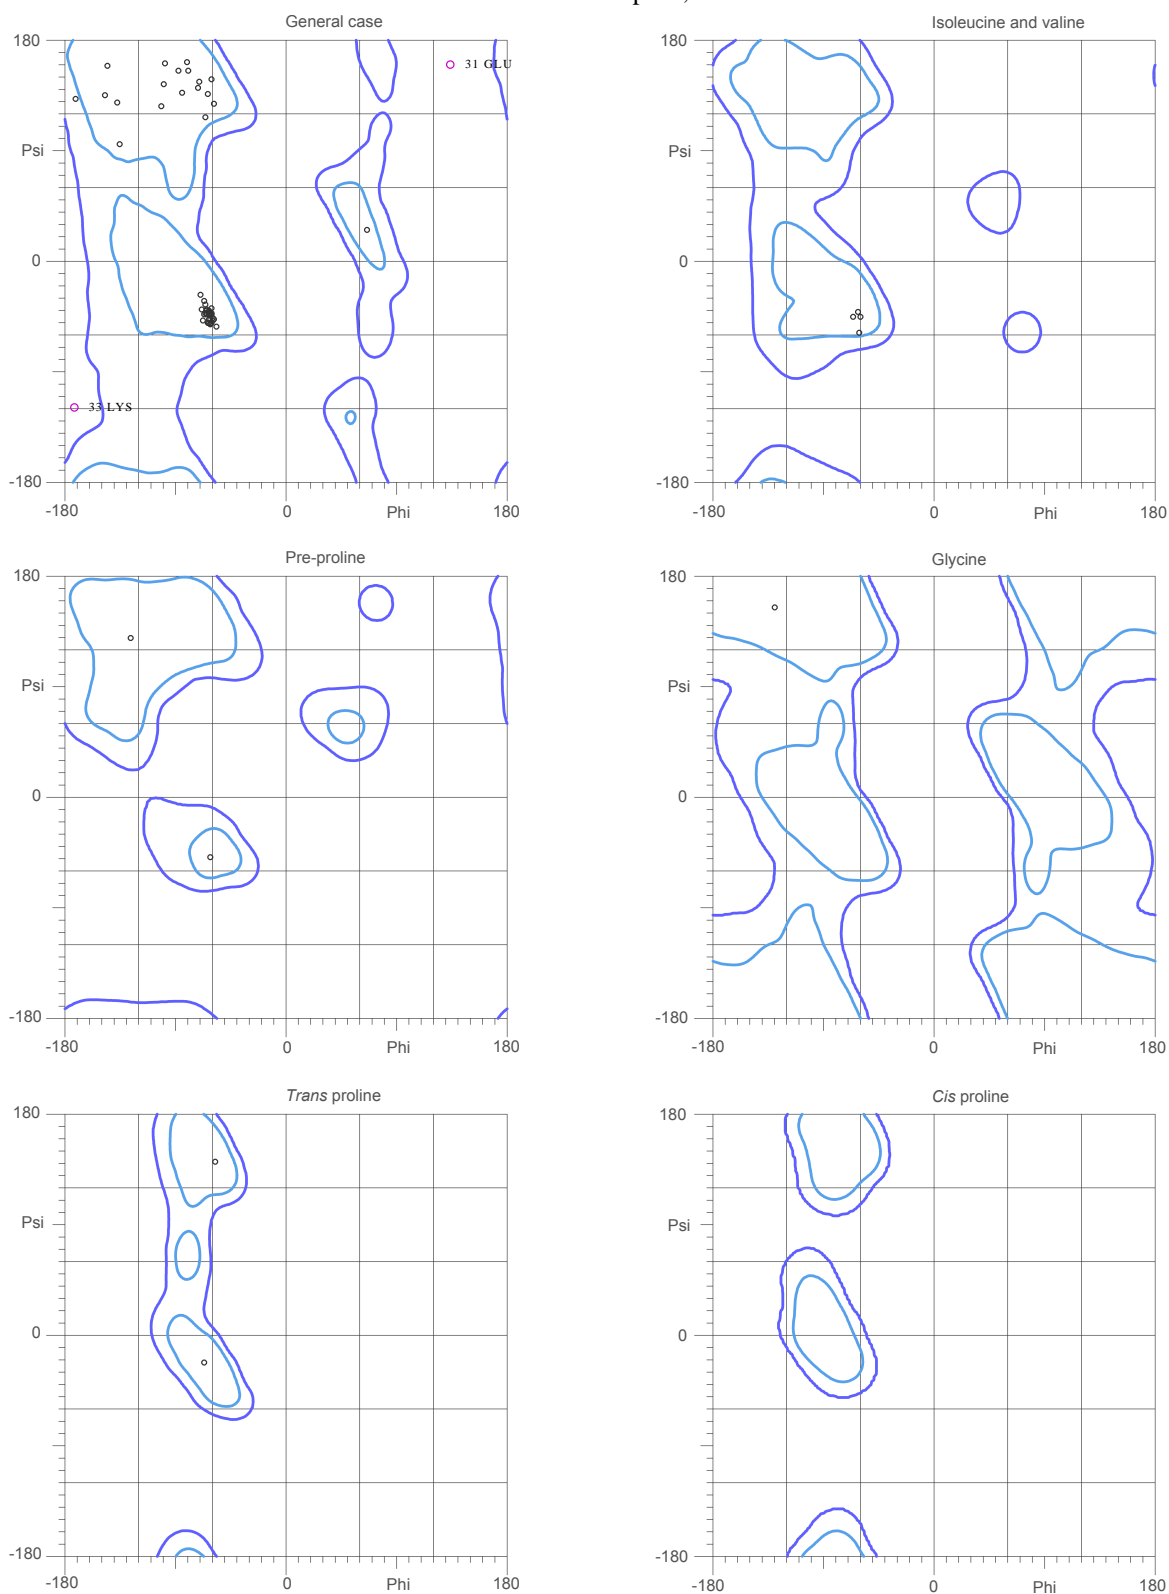 General case
Isoleucine and valine
180
31 GLU
180
Psi
Psi
0
0
33 LYS
-180
-180
-180
0
Phi
180
-180
0
Phi
180
Pre-proline
Glycine
180
180
Psi
Psi
0
0
-180
-180
-180
0
Phi
180
-180
0
Phi
180
Trans proline
Cis proline
180
180
Psi
Psi
0
0
-180
-180
-180
0
Phi
180
-180
0
Phi
180